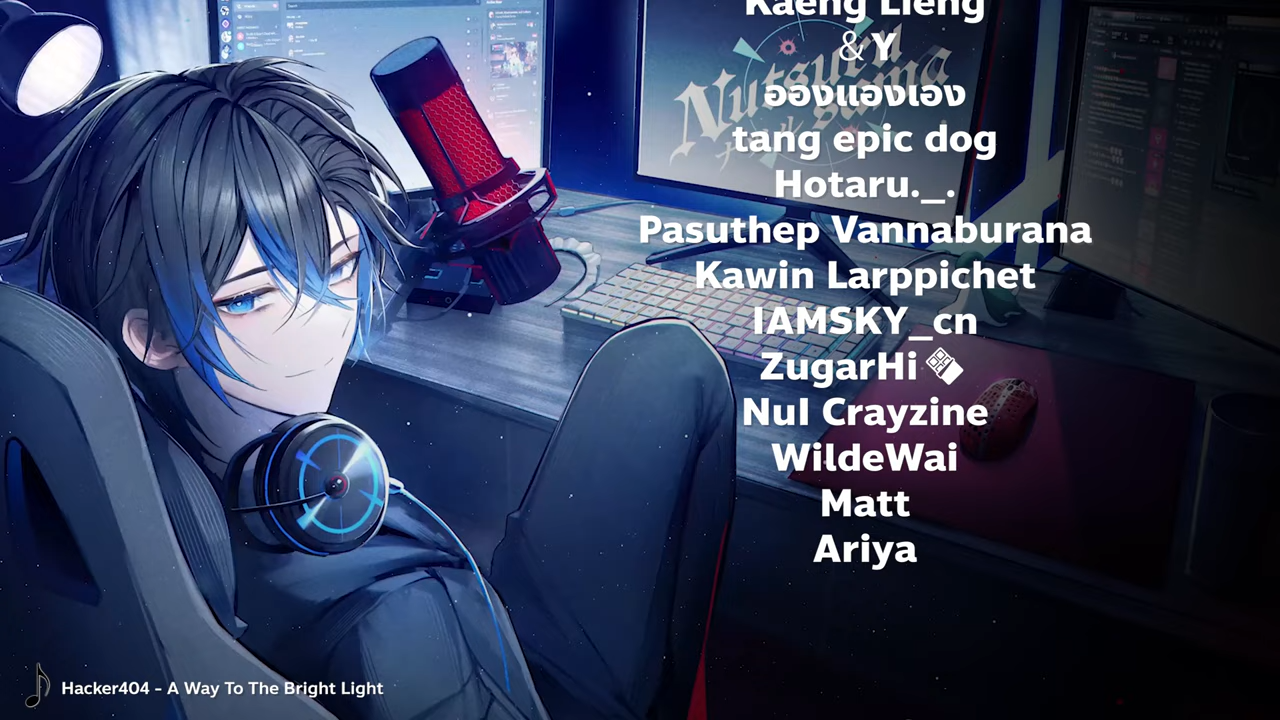 Kaeng Lieng
& Y
ออวแองเอง
tang epic dog
Hotaru._.
Pasuthep Vannaburana
Kawin Larppichet
IAMSKY_cn
ZugarHi
Nul Crayzine
WildeWai
Matt
Ariya
Hacker404 - A Way To The Bright Light